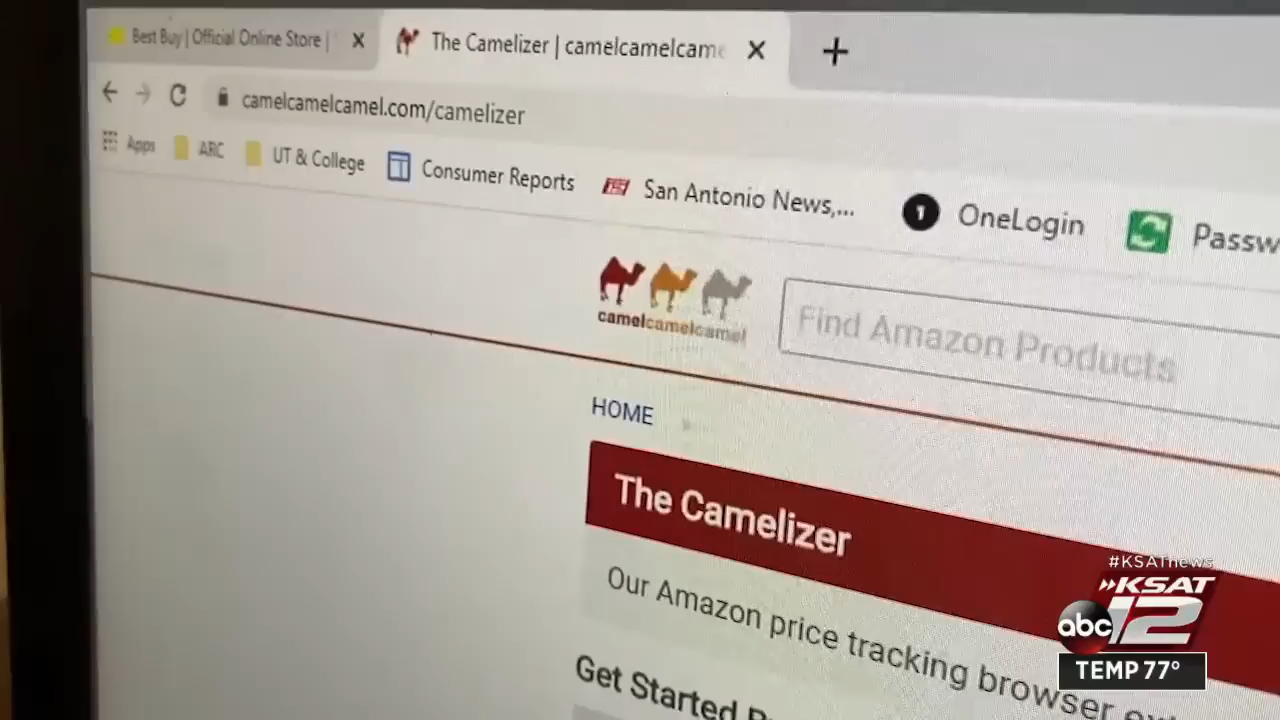 Best Buy | Official Online Store |
The Camelizer | camelcamelcame
camelcamelcamel.com/camelizer
Apps ARC UT & College Consumer Reports San Antonio News,... OneLogin Passw
camelcamelcamel
Find Amazon Products
HOME
The Camelizer
Our Amazon price tracking browser
Get Started
#KSATnews
KSAT
abc 12
TEMP 77°